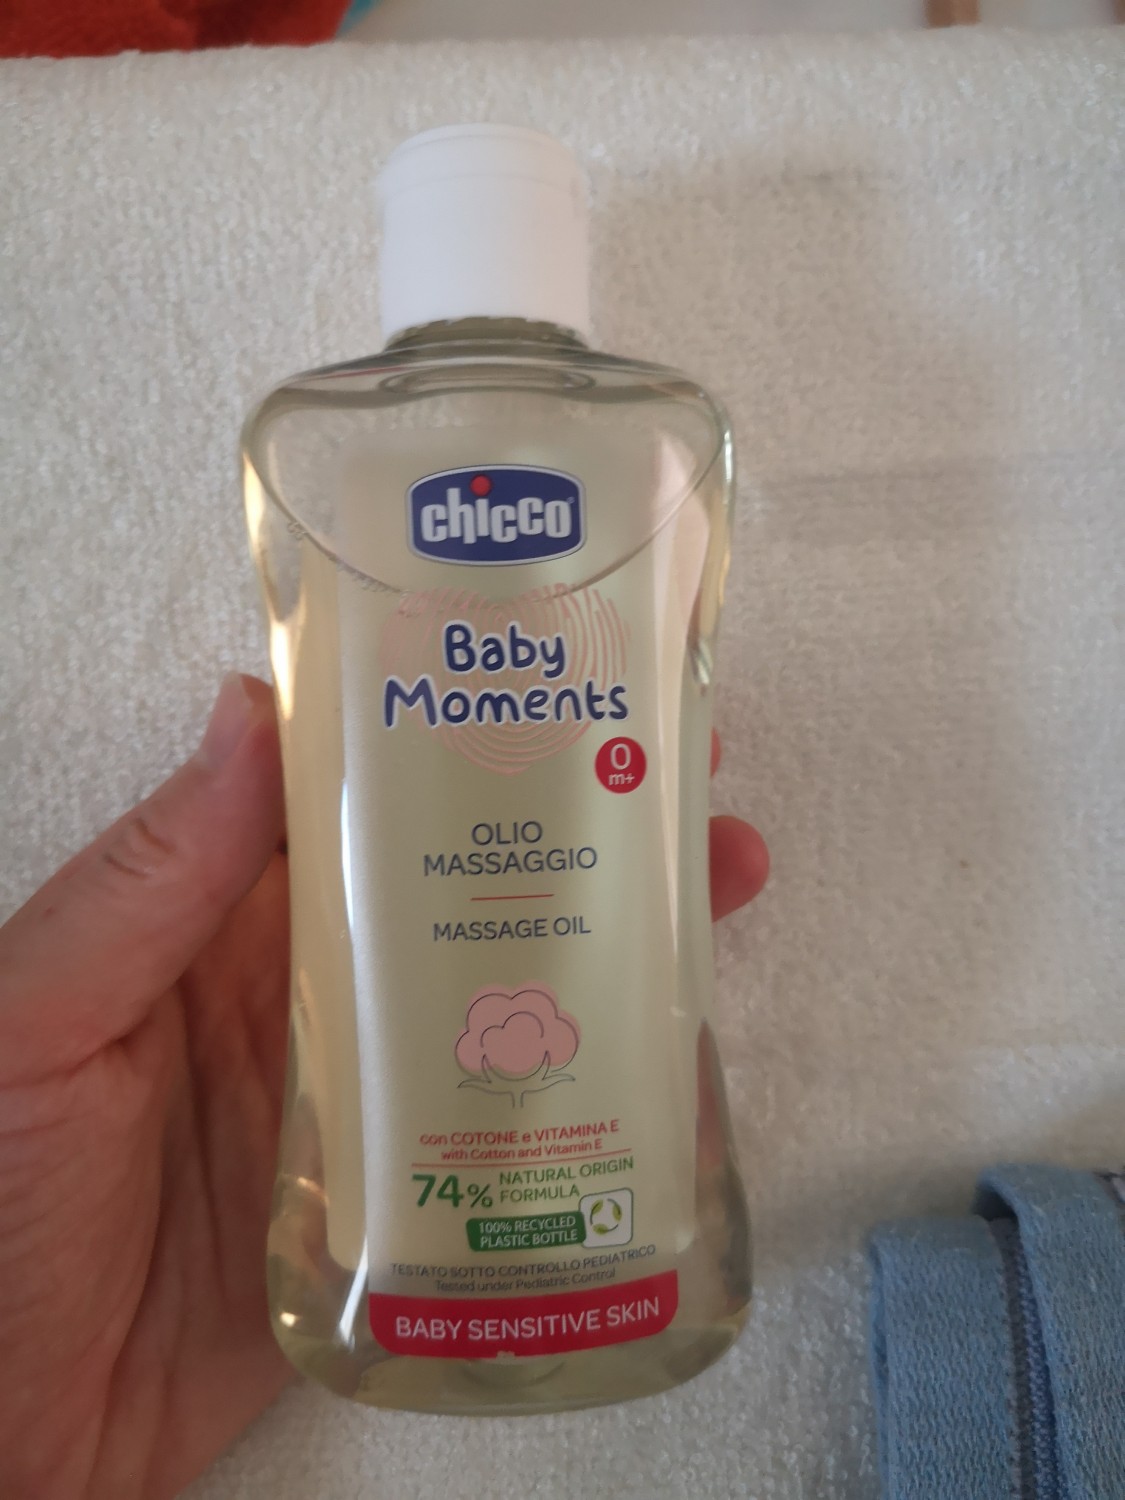 chicco
Baby
Moments
0
m+
OLIO
MASSAGGIO
MASSAGE OIL
con COTONE e VITAMINA E
with Cotton and Vitamin E
74% NATURAL ORIGIN
FORMULA
100% RECYCLED
PLASTIC BOTTLE
TESTATO SOTTO CONTROLLO PEDIATRICO
Tested under Pediatric Control
BABY SENSITIVE SKIN